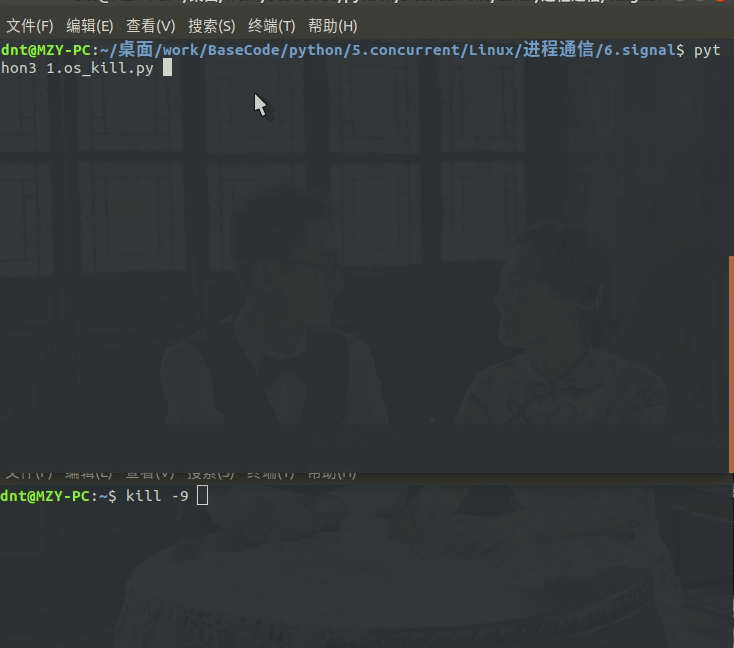 文件(F) 编辑(E) 查看(V) 搜索(S) 终端(T) 帮助(H)
dnt@MZY-PC:~/桌面/work/BaseCode/python/5.concurrent/Linux/进程通信/6.signal$ pyt
hon3 1.os_kill.py
文件(F) 编辑(E) 查看(V) 搜索(S) 终端(T) 帮助(H)
dnt@MZY-PC:~$ kill -9